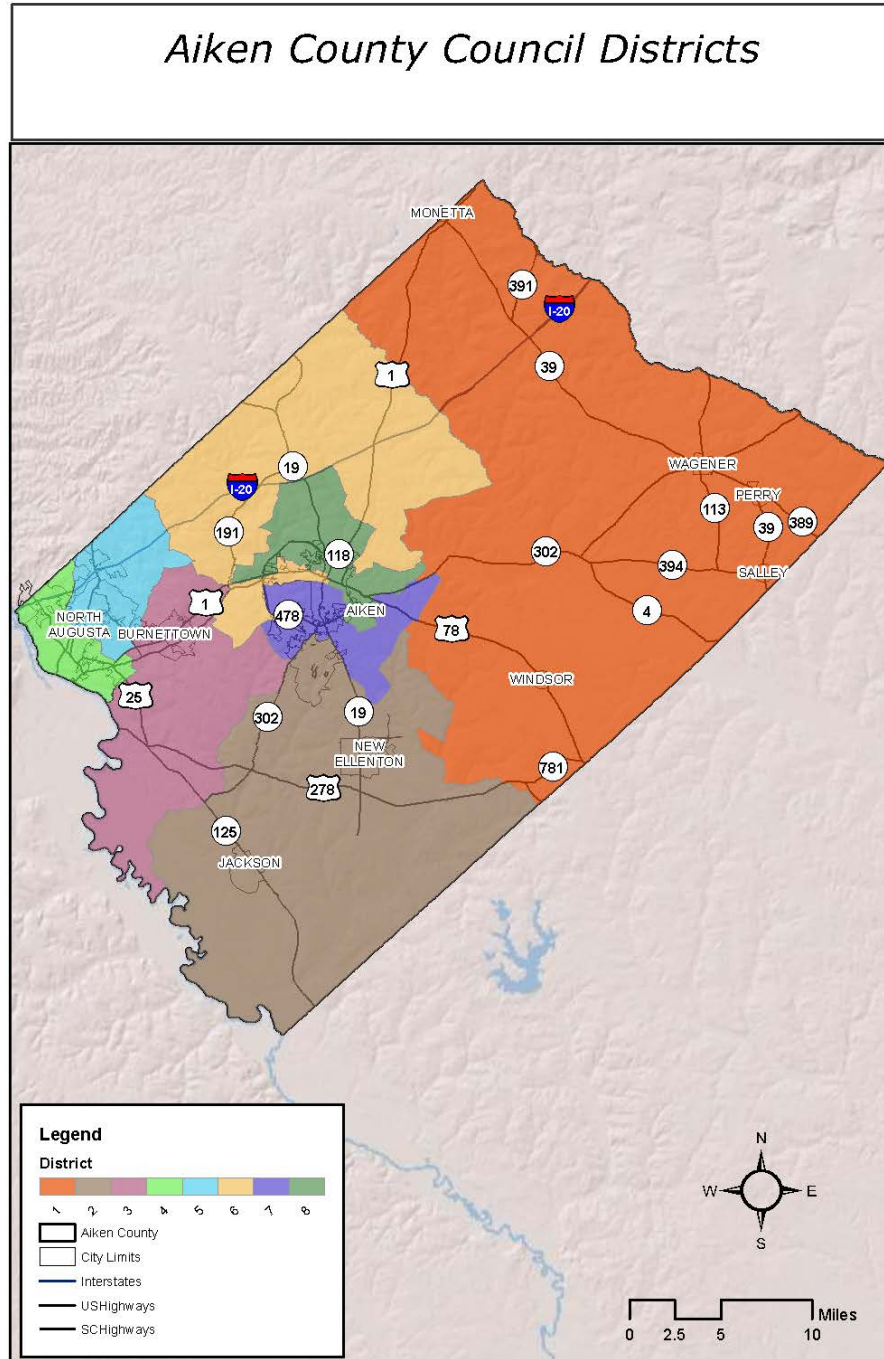 Aiken County Council Districts
MONETTA
391
I-20
1
39
19
WAGENER
I-20
PERRY
191
113
39
389
118
302
394
SALLEY
1
4
NORTH
AUGUSTA
BURNETTOWN
478
AIKEN
78
WINDSOR
25
302
19
NEW
ELLENTON
781
278
125
JACKSON
Legend
District
1 2 3 4 5 6 7 8
Aiken County
City Limits
Interstates
USHighways
SCHighways
N
W E
S
Miles
0 2.5 5 10